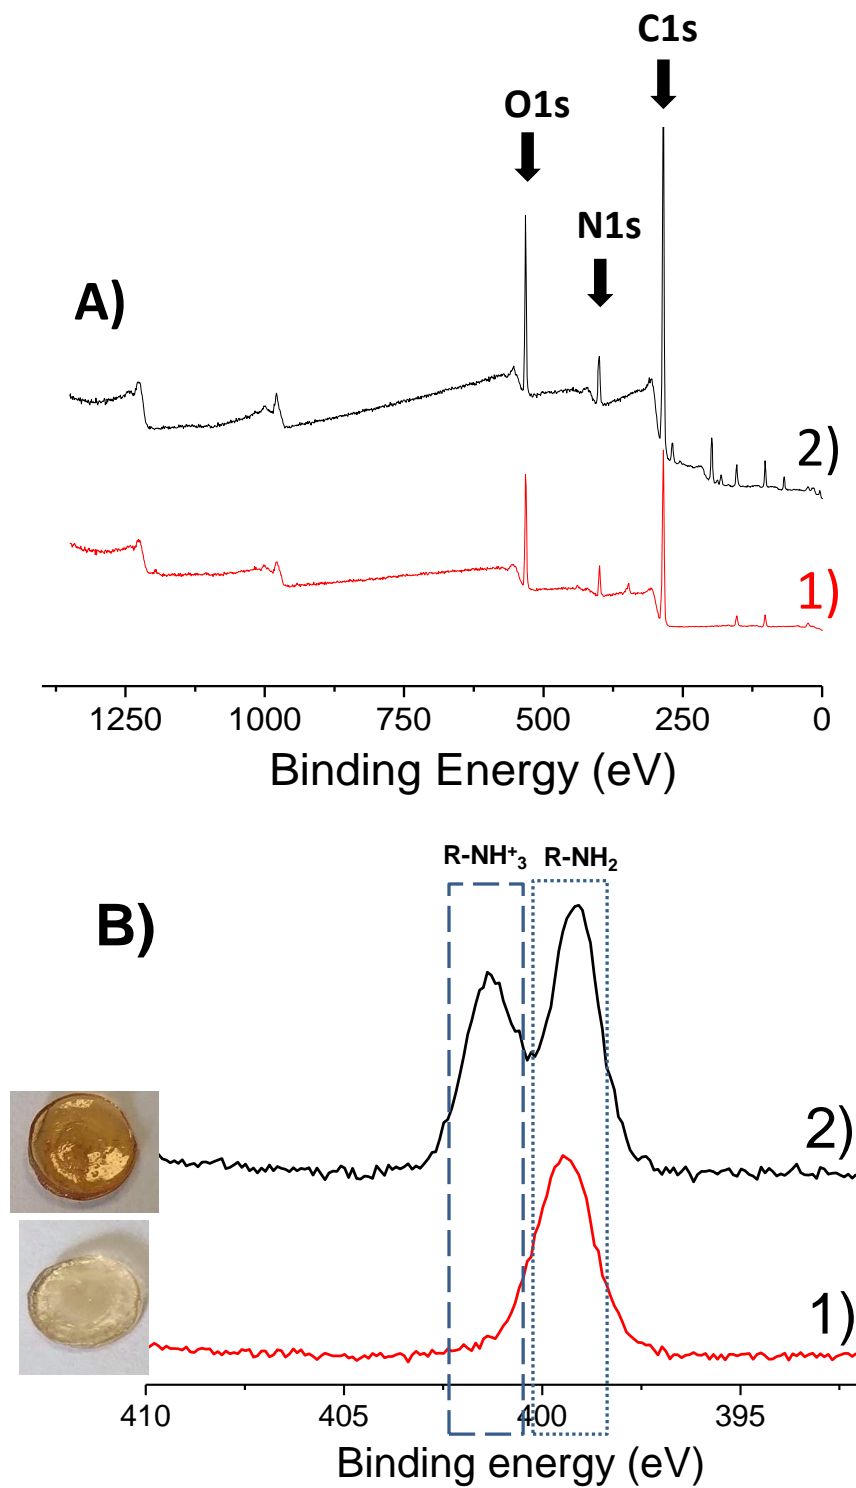 C1s
O1s
N1s
A)
2)
1)
1250 1000 750 500 250 0
Binding Energy (eV)
R-NH⁺₃ R-NH₂
B)
2)
1)
410 405 400 395
Binding energy (eV)